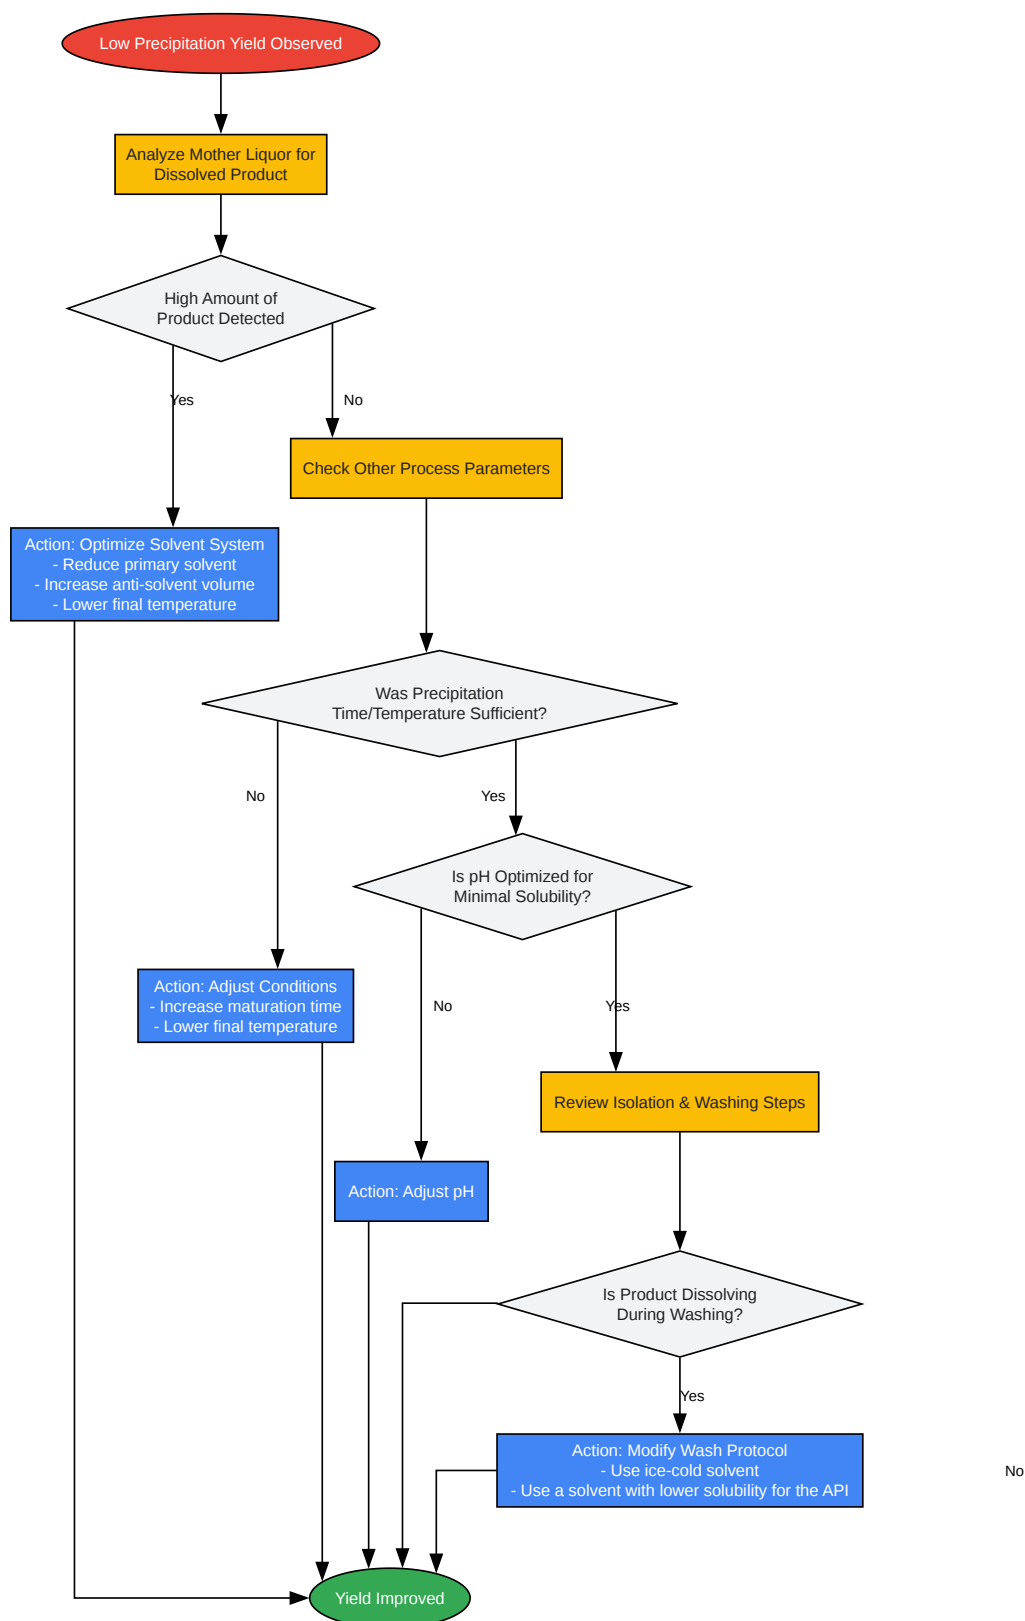 Low Precipitation Yield Observed
Analyze Mother Liquor for
Dissolved Product
High Amount of
Product Detected
Yes
No
Check Other Process Parameters
Action: Optimize Solvent System
- Reduce primary solvent
- Increase anti-solvent volume
- Lower final temperature
Was Precipitation
Time/Temperature Sufficient?
No
Yes
Is pH Optimized for
Minimal Solubility?
Action: Adjust Conditions
- Increase maturation time
- Lower final temperature
No
Yes
Review Isolation & Washing Steps
Action: Adjust pH
Is Product Dissolving
During Washing?
Yes
Action: Modify Wash Protocol
- Use ice-cold solvent
- Use a solvent with lower solubility for the API
No
Yield Improved